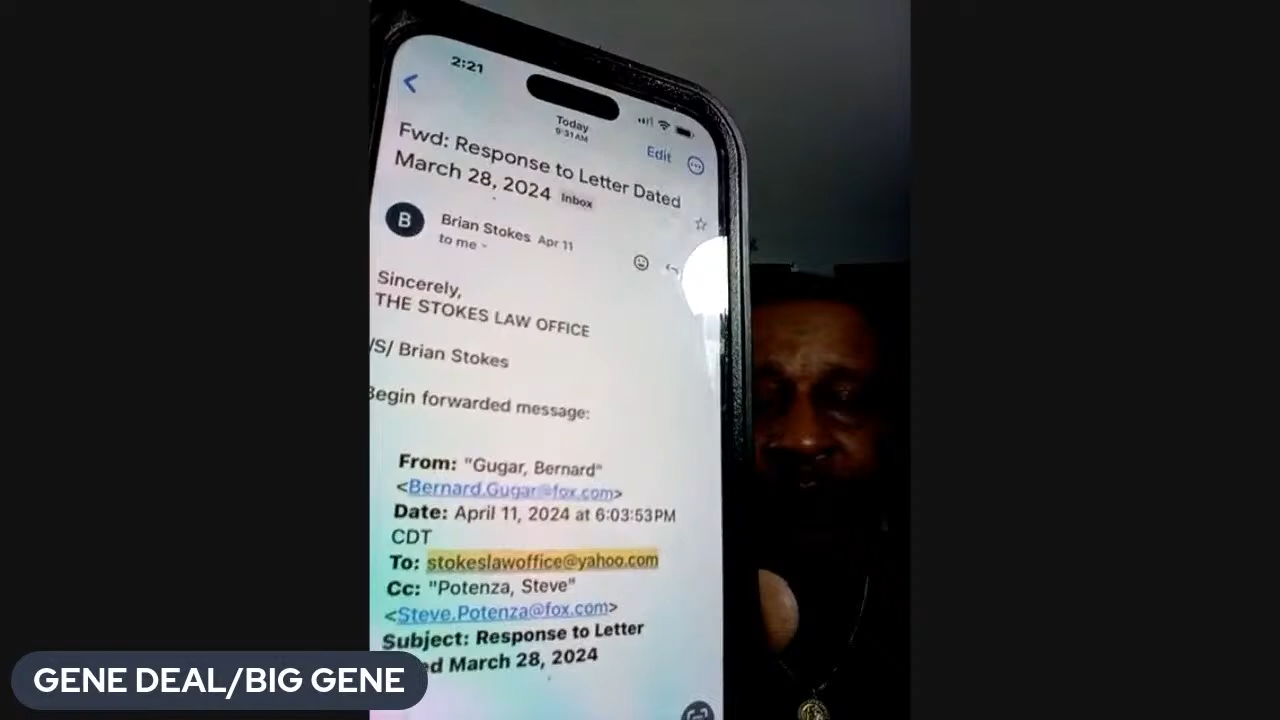 2:21
Today
9:31 AM
Edit
Fwd: Response to Letter Dated
March 28, 2024 Inbox
B
Brian Stokes Apr 11
to me
Sincerely,
THE STOKES LAW OFFICE
/S/ Brian Stokes
Begin forwarded message:
From: "Gugar, Bernard"
<Bernard.Gugar@fox.com>
Date: April 11, 2024 at 6:03:53 PM
CDT
To: stokeslawoffice@yahoo.com
Cc: "Potenza, Steve"
<Steve.Potenza@fox.com>
Subject: Response to Letter
ed March 28, 2024
GENE DEAL/BIG GENE